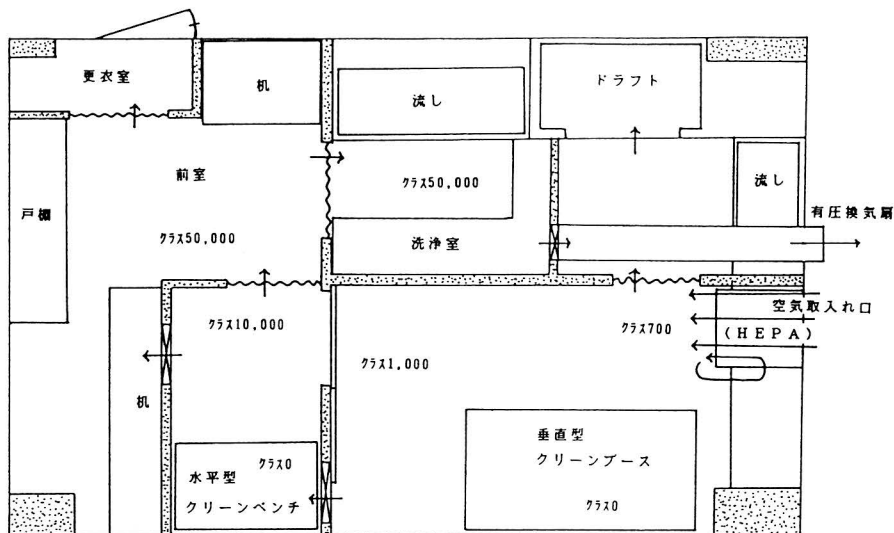 更衣室
机
流し
ドラフト
前室
クラス50,000
流し
戸棚
有圧換気扇
クラス50,000
洗浄室
空気取入れ口
クラス10,000
クラス700
(HEPA)
クラス1,000
机
垂直型
クリーンブース
クラス0
水平型
クリーンベンチ
クラス0